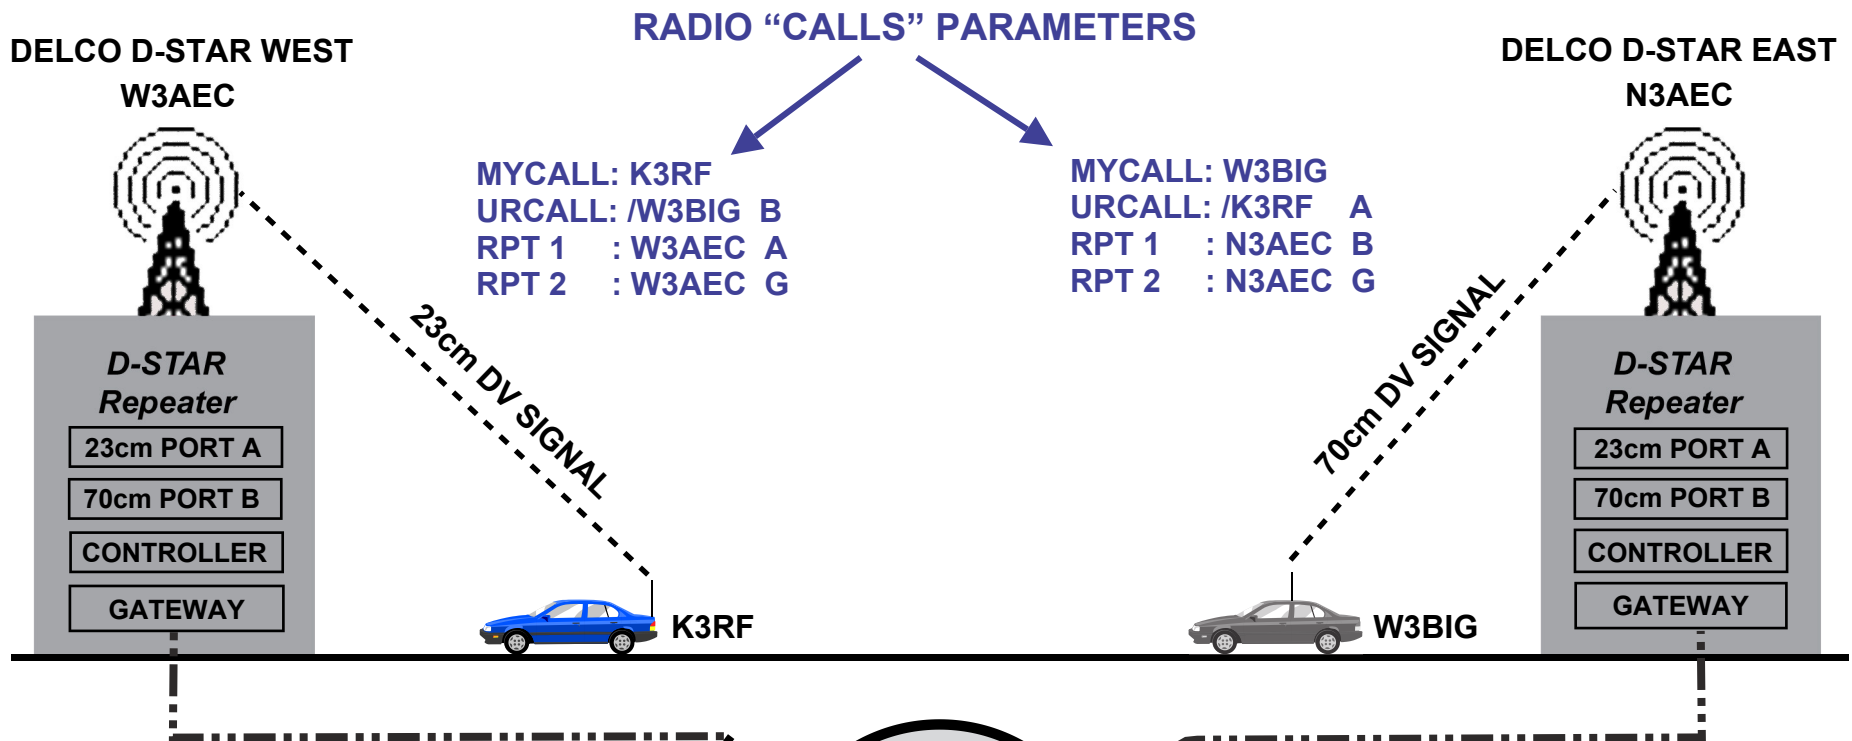 RADIO “CALLS” PARAMETERS
DELCO D-STAR WEST
W3AEC
DELCO D-STAR EAST
N3AEC
MYCALL: K3RF
URCALL: /W3BIG B
RPT 1 : W3AEC A
RPT 2 : W3AEC G
MYCALL: W3BIG
URCALL: /K3RF A
RPT 1 : N3AEC B
RPT 2 : N3AEC G
23cm DV SIGNAL
70cm DV SIGNAL
D-STAR
Repeater
23cm PORT A
70cm PORT B
CONTROLLER
GATEWAY
K3RF
W3BIG
D-STAR
Repeater
23cm PORT A
70cm PORT B
CONTROLLER
GATEWAY